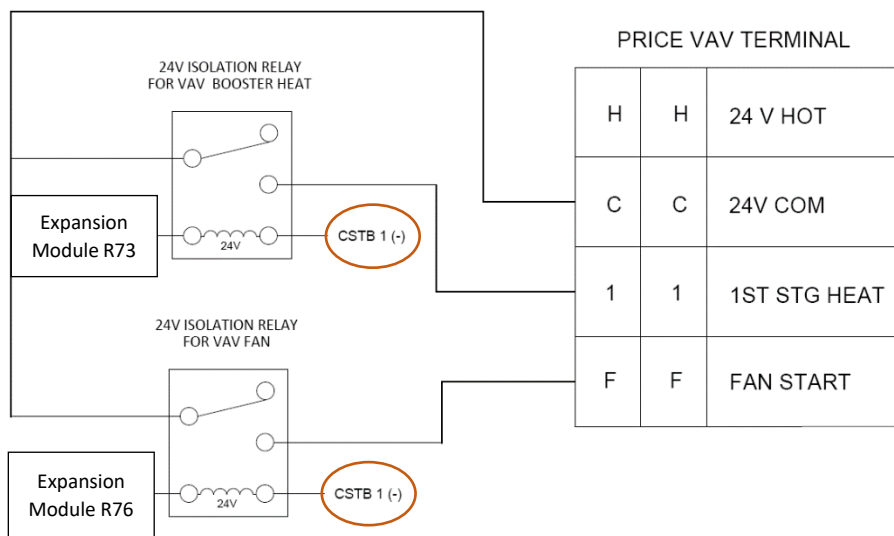 PRICE VAV TERMINAL
24V ISOLATION RELAY
FOR VAV BOOSTER HEAT
H H 24 V HOT
C C 24V COM
Expansion
Module R73
24V
CSTB 1 (-)
1 1 1ST STG HEAT
24V ISOLATION RELAY
FOR VAV FAN
F F FAN START
Expansion
Module R76
24V
CSTB 1 (-)